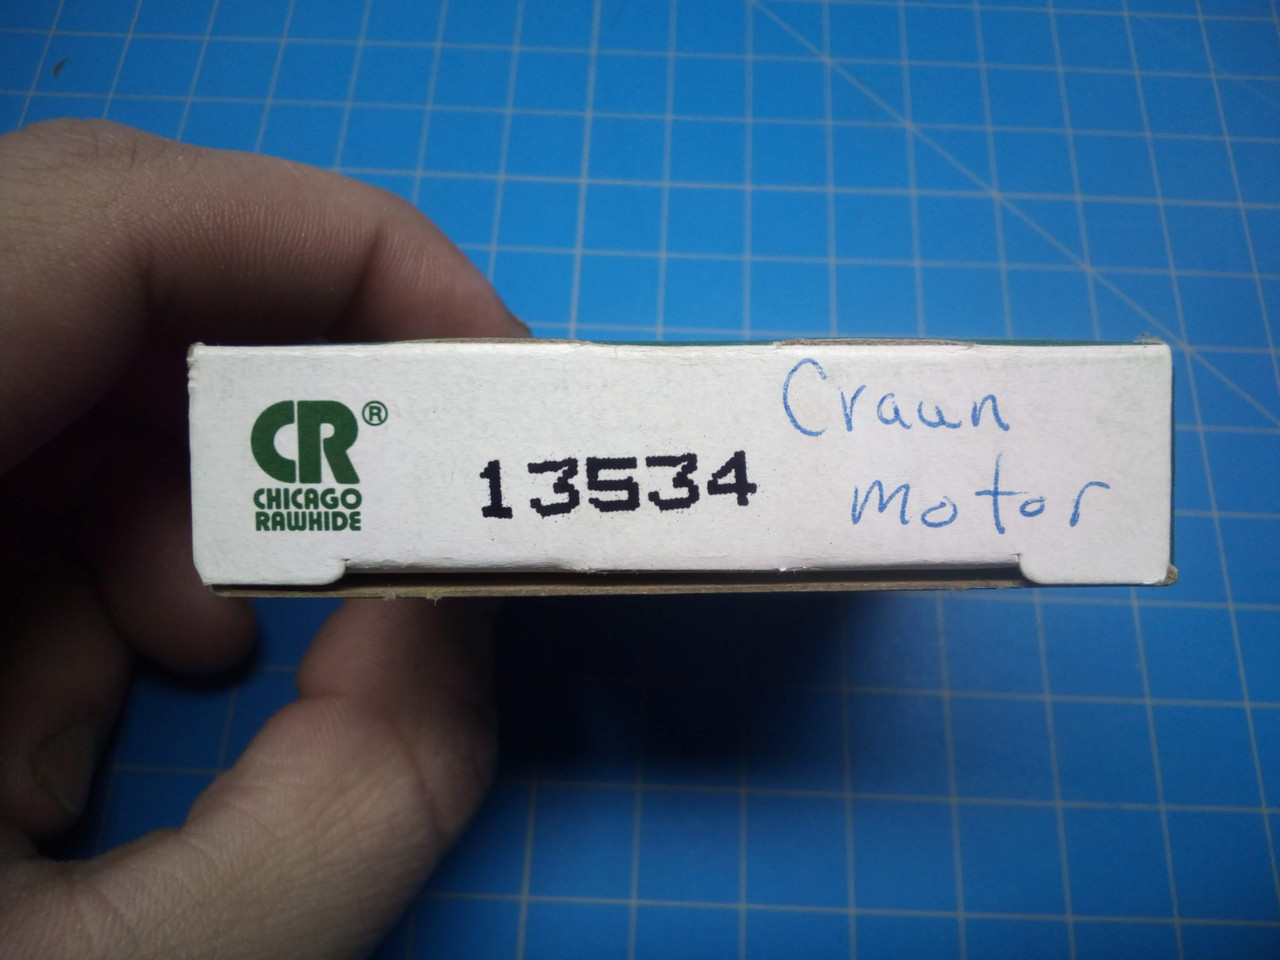 CR®
CHICAGO
RAWHIDE
13534
Craun
motor